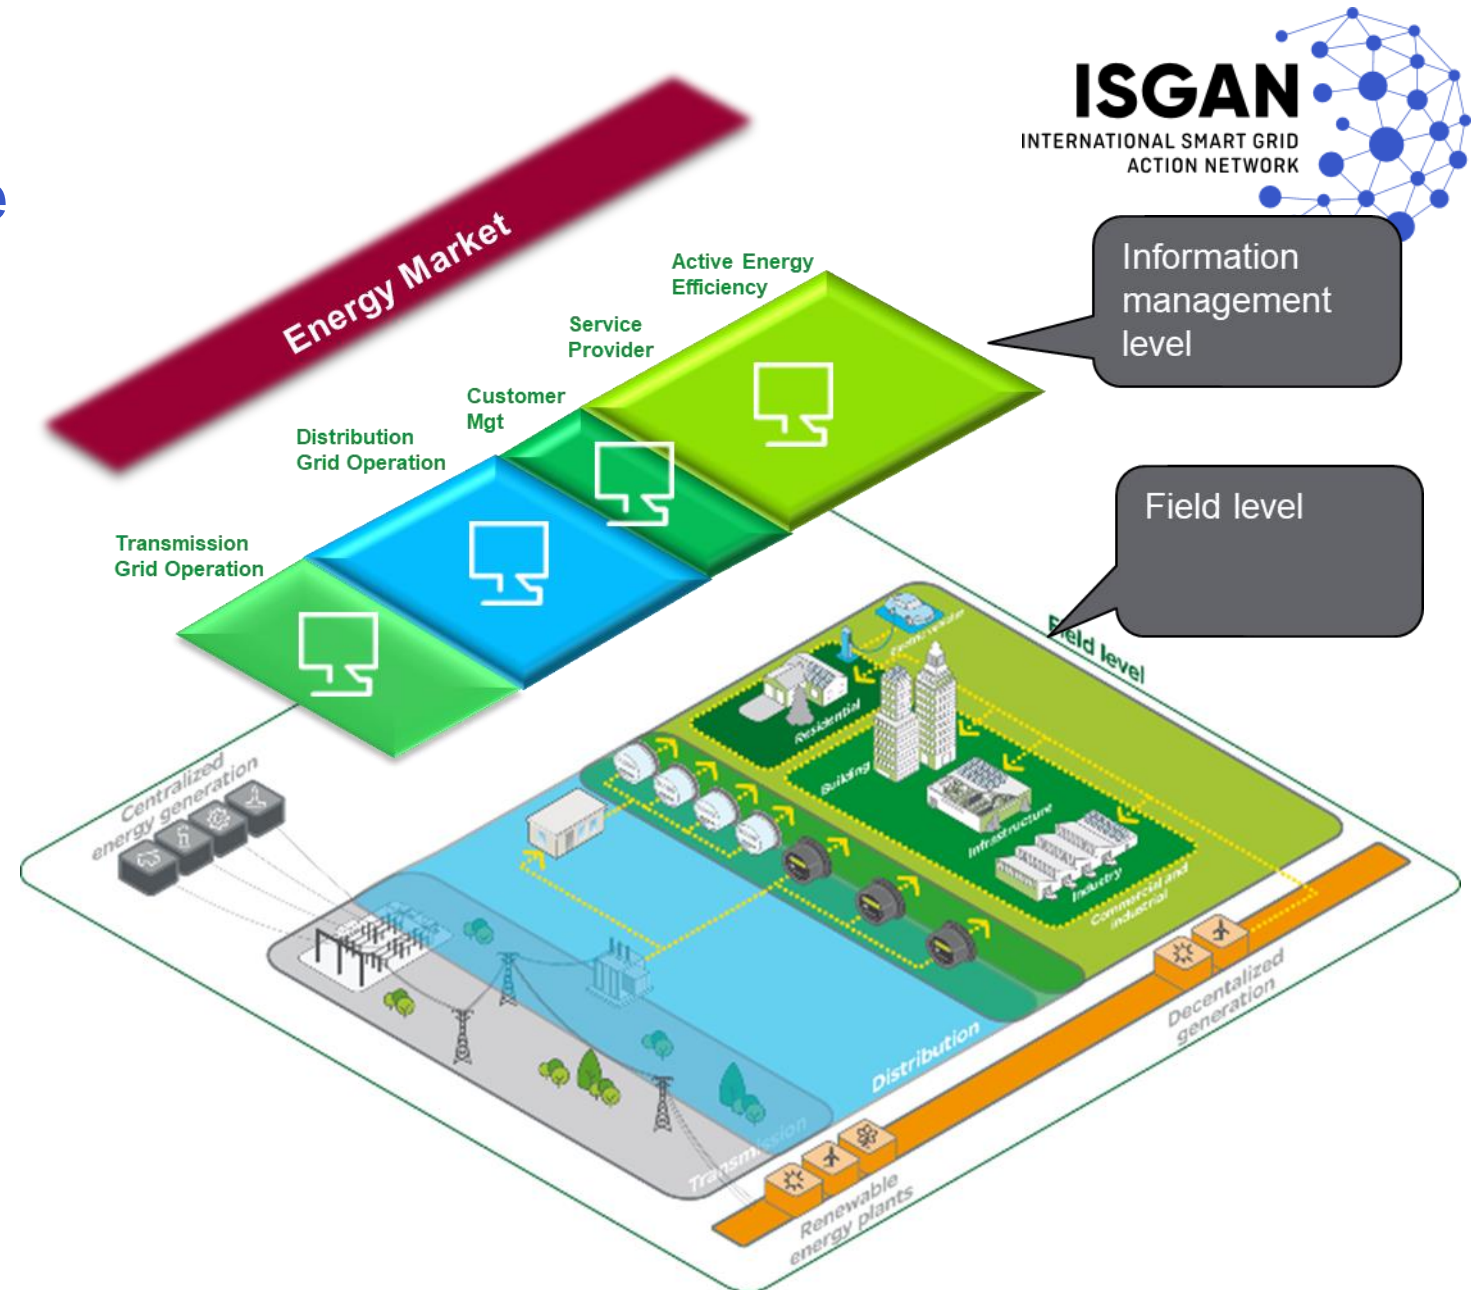 ISGAN
INTERNATIONAL SMART GRID
ACTION NETWORK
e
Energy Market
Information
management
level
Active Energy
Efficiency
Service
Provider
Customer
Mgt
Distribution
Grid Operation
Transmission
Grid Operation
Field level
Field level
Residential
Building
Infrastructure
Industry
Commercial and
industrial
Centralized
energy generation
Decentalized
generation
Distribution
Transmission
Renewable
energy plants